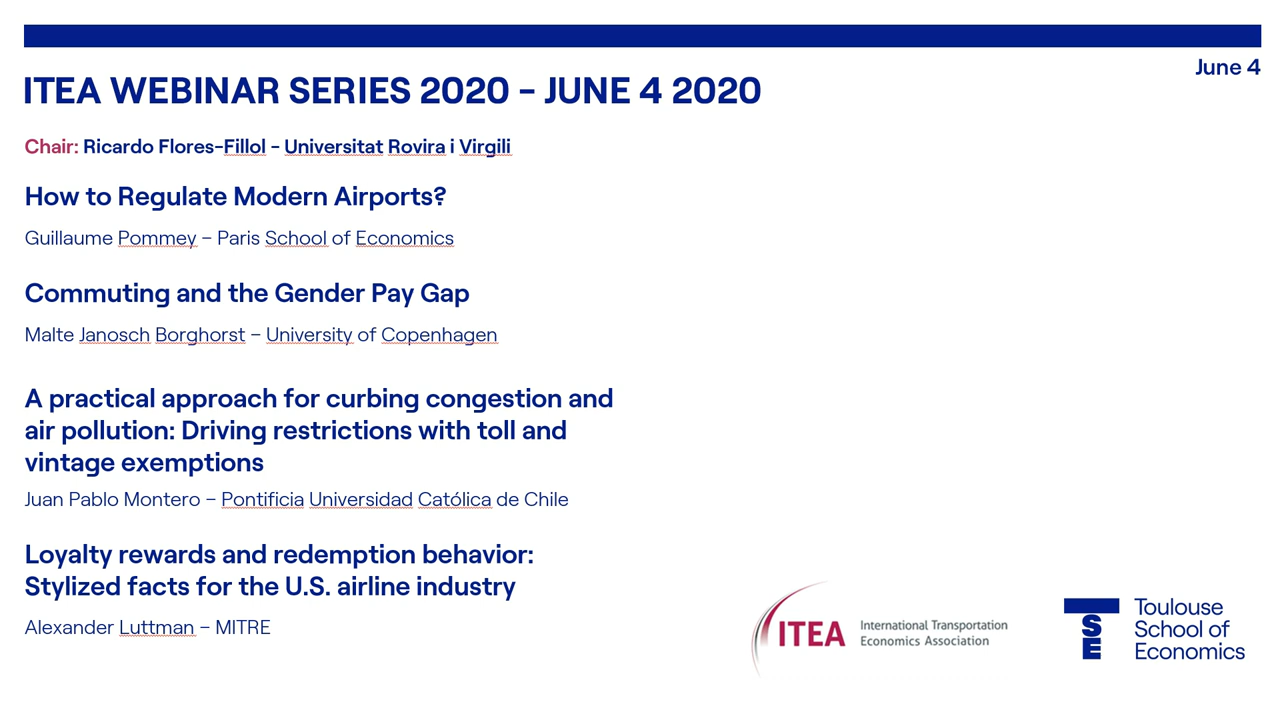 June 4
ITEA WEBINAR SERIES 2020 - JUNE 4 2020
Chair: Ricardo Flores-Fillol - Universitat Rovira i Virgili
How to Regulate Modern Airports?
Guillaume Pommey – Paris School of Economics
Commuting and the Gender Pay Gap
Malte Janosch Borghorst – University of Copenhagen
A practical approach for curbing congestion and
air pollution: Driving restrictions with toll and
vintage exemptions
Juan Pablo Montero – Pontificia Universidad Católica de Chile
Loyalty rewards and redemption behavior:
Stylized facts for the U.S. airline industry
Alexander Luttman – MITRE
ITEA
International Transportation
Economics Association
TSE
Toulouse
School of
Economics